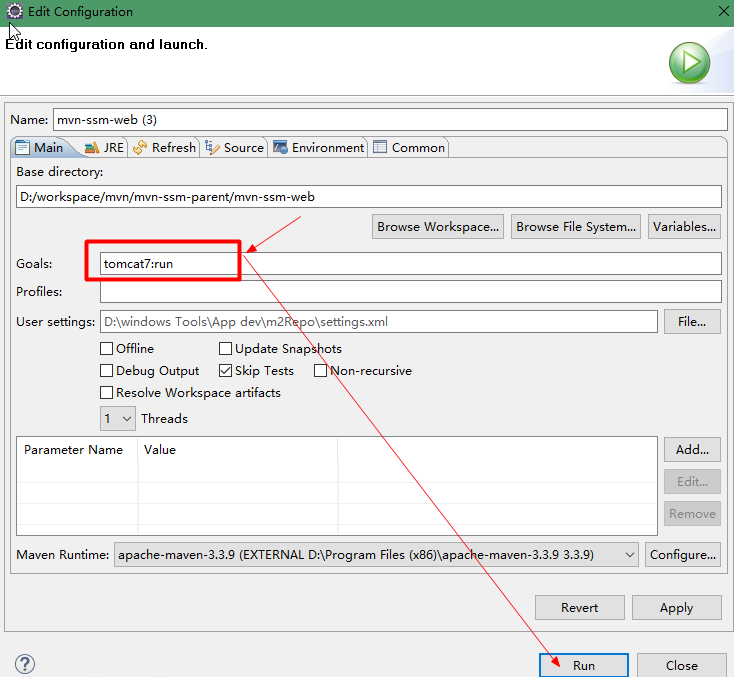 Edit Configuration
Edit configuration and launch.
Name: mvn-ssm-web (3)
Main JRE Refresh Source Environment Common
Base directory:
D:/workspace/mvn/mvn-ssm-parent/mvn-ssm-web
Browse Workspace... Browse File System... Variables...
Goals: tomcat7:run
Profiles:
User settings: D:\windows Tools\App dev\m2Repo\settings.xml File...
Offline Update Snapshots
Debug Output Skip Tests Non-recursive
Resolve Workspace artifacts
1 Threads
Parameter Name Value Add...
Edit...
Remove
Maven Runtime: apache-maven-3.3.9 (EXTERNAL D:\Program Files (x86)\apache-maven-3.3.9 3.3.9) Configure...
Revert Apply
? Run Close